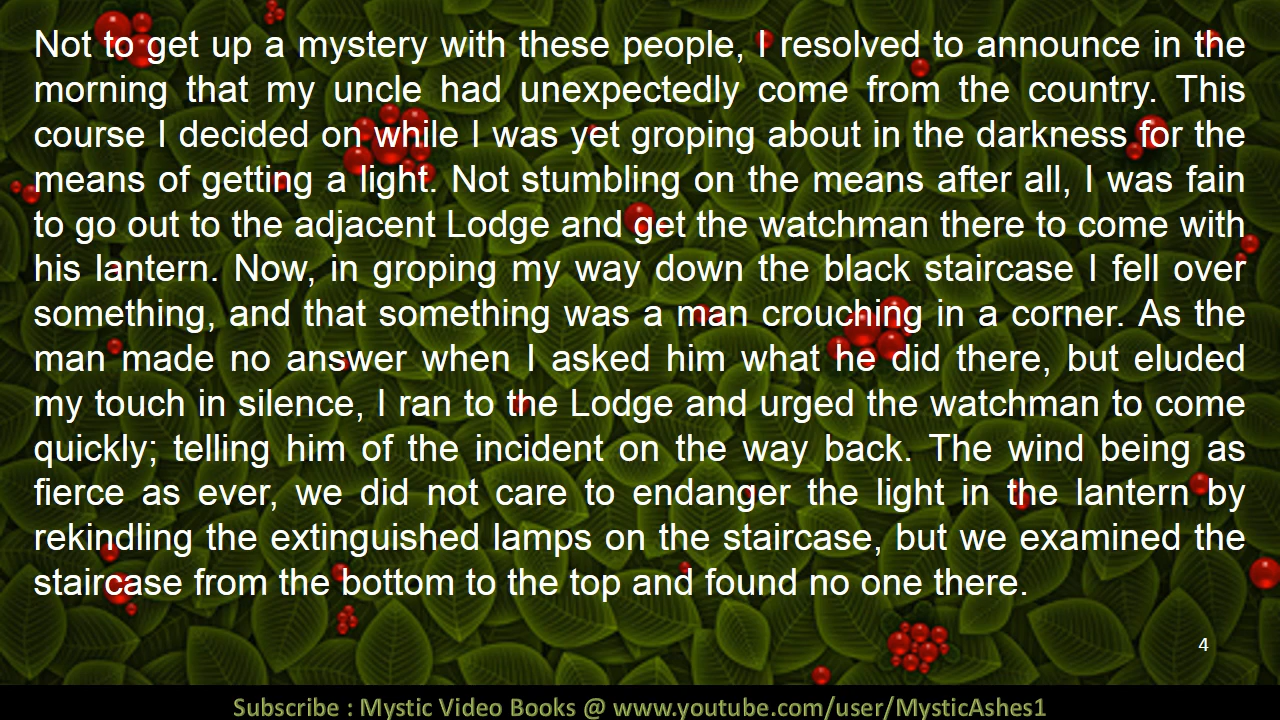 Not to get up a mystery with these people, I resolved to announce in the
morning that my uncle had unexpectedly come from the country. This
course I decided on while I was yet groping about in the darkness for the
means of getting a light. Not stumbling on the means after all, I was fain
to go out to the adjacent Lodge and get the watchman there to come with
his lantern. Now, in groping my way down the black staircase I fell over
something, and that something was a man crouching in a corner. As the
man made no answer when I asked him what he did there, but eluded
my touch in silence, I ran to the Lodge and urged the watchman to come
quickly; telling him of the incident on the way back. The wind being as
fierce as ever, we did not care to endanger the light in the lantern by
rekindling the extinguished lamps on the staircase, but we examined the
staircase from the bottom to the top and found no one there.
4
Subscribe : Mystic Video Books @ www.youtube.com/user/MysticAshes1